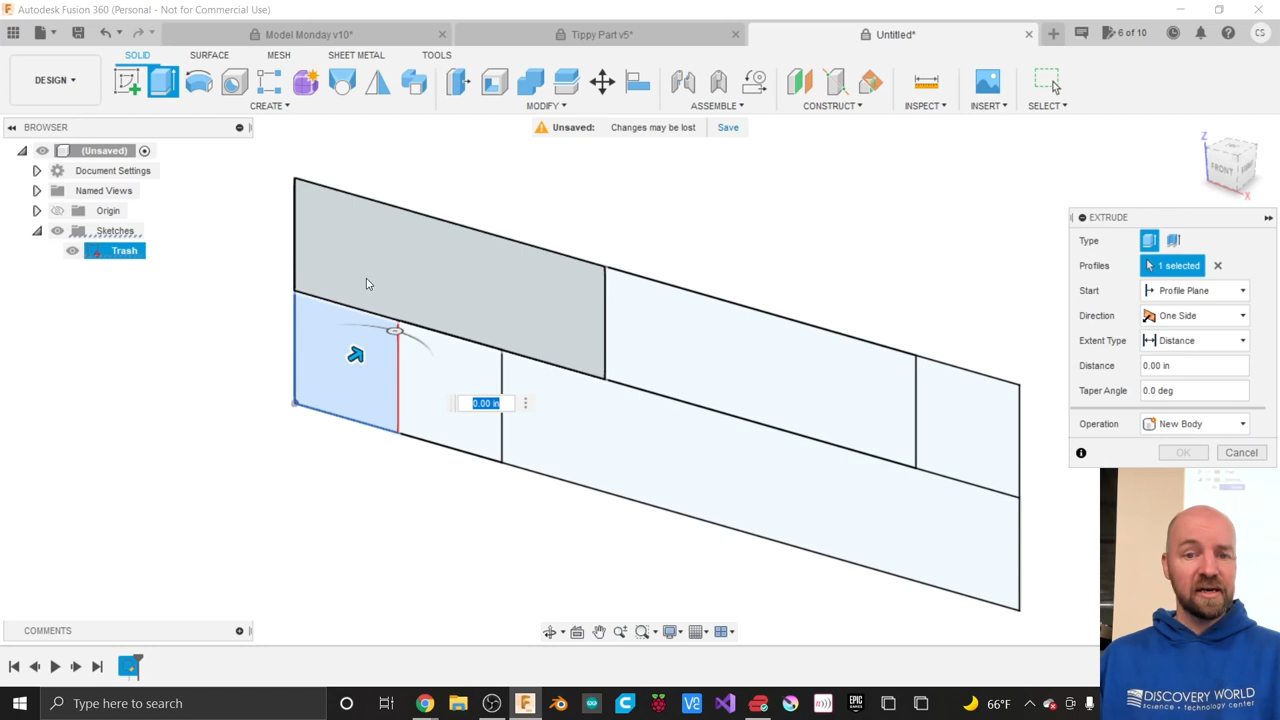 Autodesk Fusion 360 (Personal - Not for Commercial Use)
Model Monday v10*
Tippy Part v5*
Untitled*
6 of 10
CS
SOLID
SURFACE
MESH
SHEET METAL
TOOLS
DESIGN
CREATE
MODIFY
ASSEMBLE
CONSTRUCT
INSPECT
INSERT
SELECT
BROWSER
Unsaved: Changes may be lost Save
(Unsaved)
Document Settings
Named Views
Origin
Sketches
Trash
Z
FRONT
X
EXTRUDE
Type
Profiles 1 selected
Start Profile Plane
Direction One Side
Extent Type Distance
Distance 0.00 in
Taper Angle 0.0 deg
Operation New Body
OK Cancel
0.00 in
COMMENTS
DISCOVERY WORLD
science + technology center
Type here to search
66°F